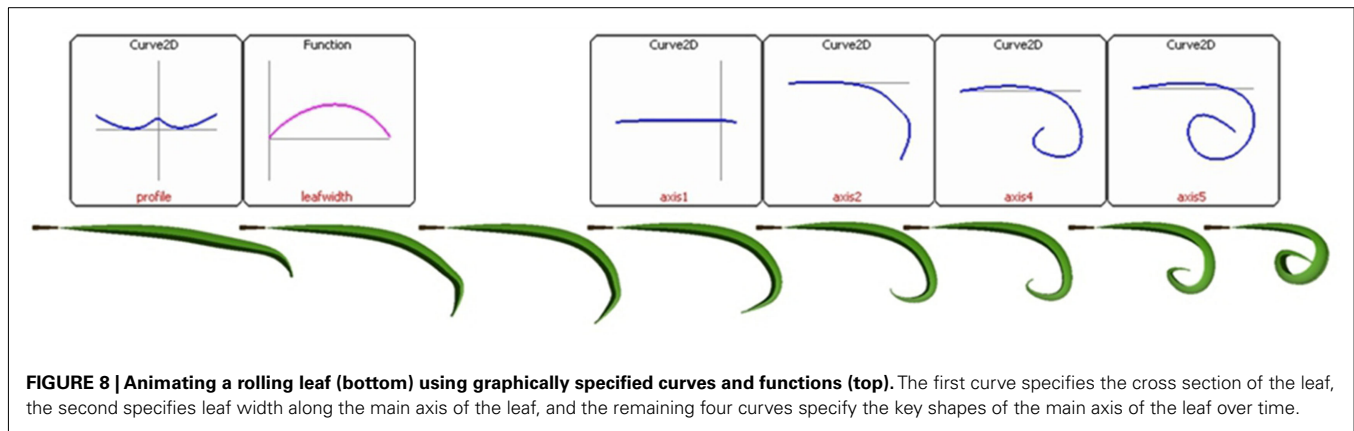 Curve2D
Function
Curve2D
Curve2D
Curve2D
Curve2D
profile
leafwidth
axis1
axis2
axis4
axis5
FIGURE 8 | Animating a rolling leaf (bottom) using graphically specified curves and functions (top). The first curve specifies the cross section of the leaf,
the second specifies leaf width along the main axis of the leaf, and the remaining four curves specify the key shapes of the main axis of the leaf over time.